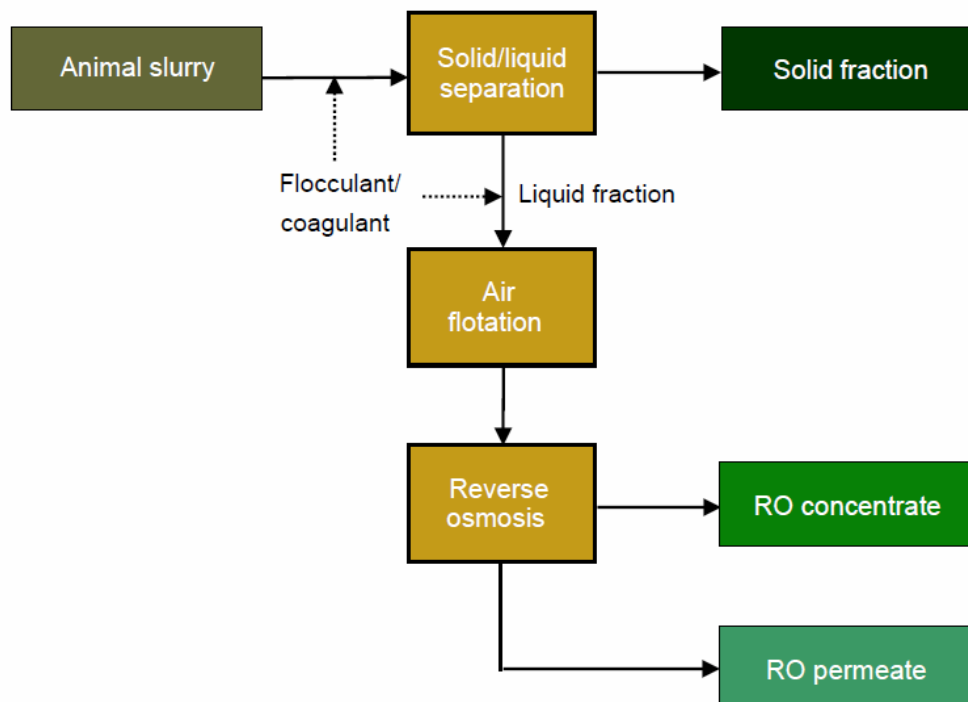 Animal slurry
Solid/liquid
separation
Solid fraction
Flocculant/
coagulant
Liquid fraction
Air
flotation
Reverse
osmosis
RO concentrate
RO permeate